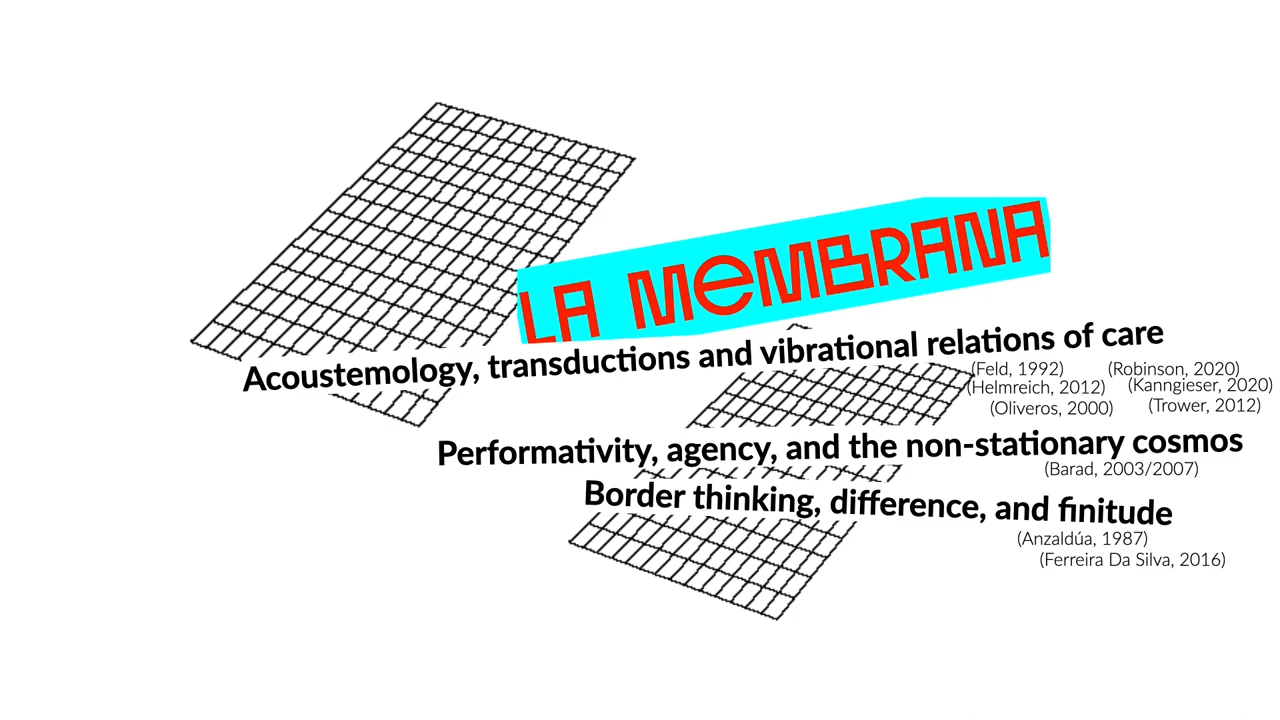 LA MEMBRANA
Acoustemology, transductions and vibrational relations of care
(Feld, 1992) (Robinson, 2020)
(Helmreich, 2012) (Kanngieser, 2020)
(Oliveros, 2000) (Trower, 2012)
Performativity, agency, and the non-stationary cosmos
(Barad, 2003/2007)
Border thinking, difference, and finitude
(Anzaldúa, 1987)
(Ferreira Da Silva, 2016)